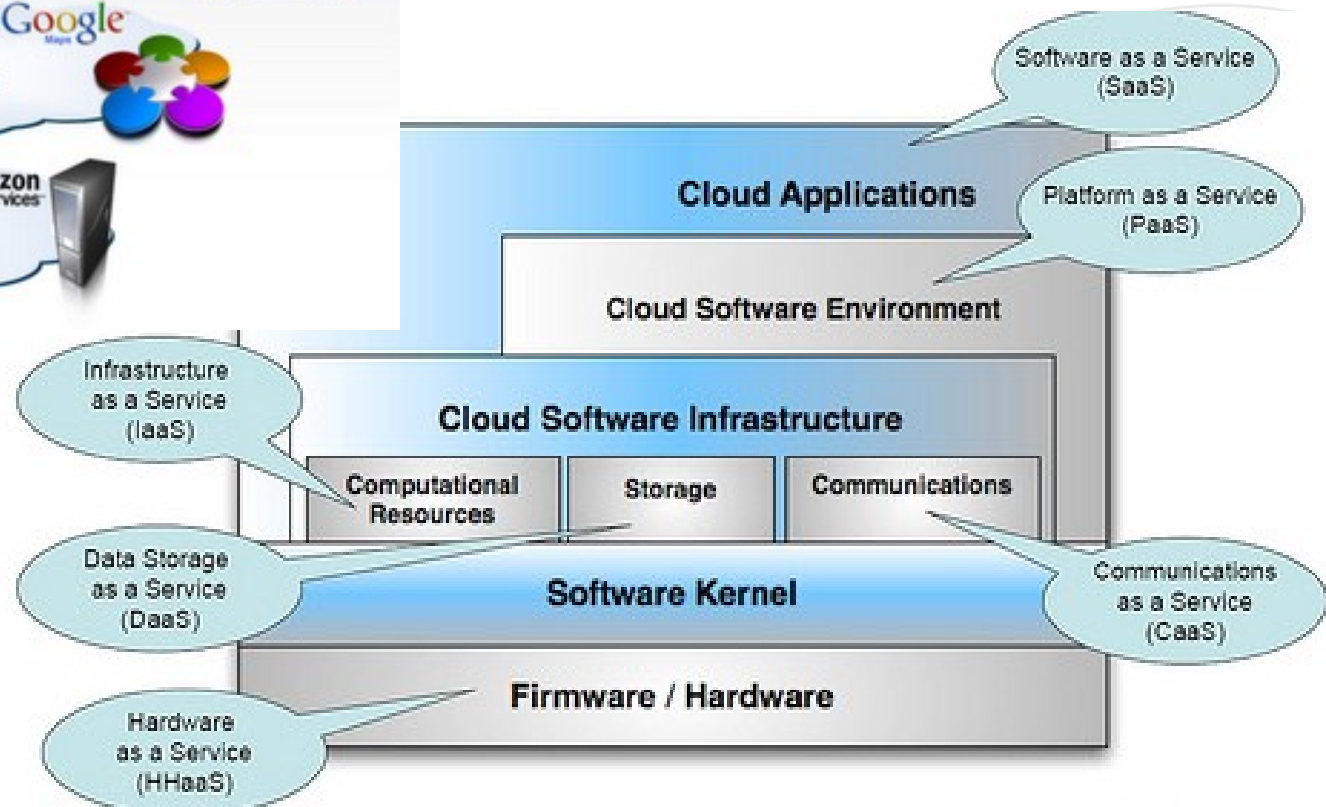 Google
Maps
zon
vices
Software as a Service
(SaaS)
Cloud Applications
Platform as a Service
(PaaS)
Cloud Software Environment
Infrastructure
as a Service
(IaaS)
Cloud Software Infrastructure
Computational
Resources
Storage
Communications
Data Storage
as a Service
(DaaS)
Software Kernel
Communications
as a Service
(CaaS)
Firmware / Hardware
Hardware
as a Service
(HHaaS)